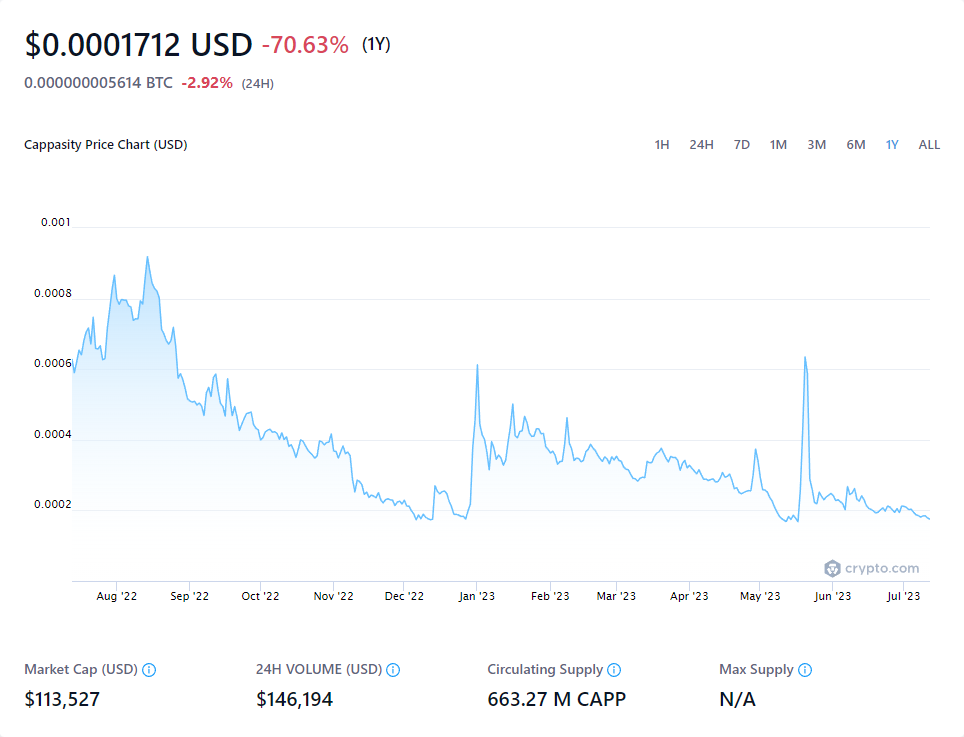 $0.0001712 USD -70.63% (1Y)
0.000000005614 BTC -2.92% (24H)
Cappasity Price Chart (USD) 1H 24H 7D 1M 3M 6M 1Y ALL
0.001
0.0008
0.0006
0.0004
0.0002
crypto.com
Aug '22 Sep '22 Oct '22 Nov '22 Dec '22 Jan '23 Feb '23 Mar '23 Apr '23 May '23 Jun '23 Jul '23
Market Cap (USD) 24H VOLUME (USD) Circulating Supply Max Supply
$113,527 $146,194 663.27 M CAPP N/A